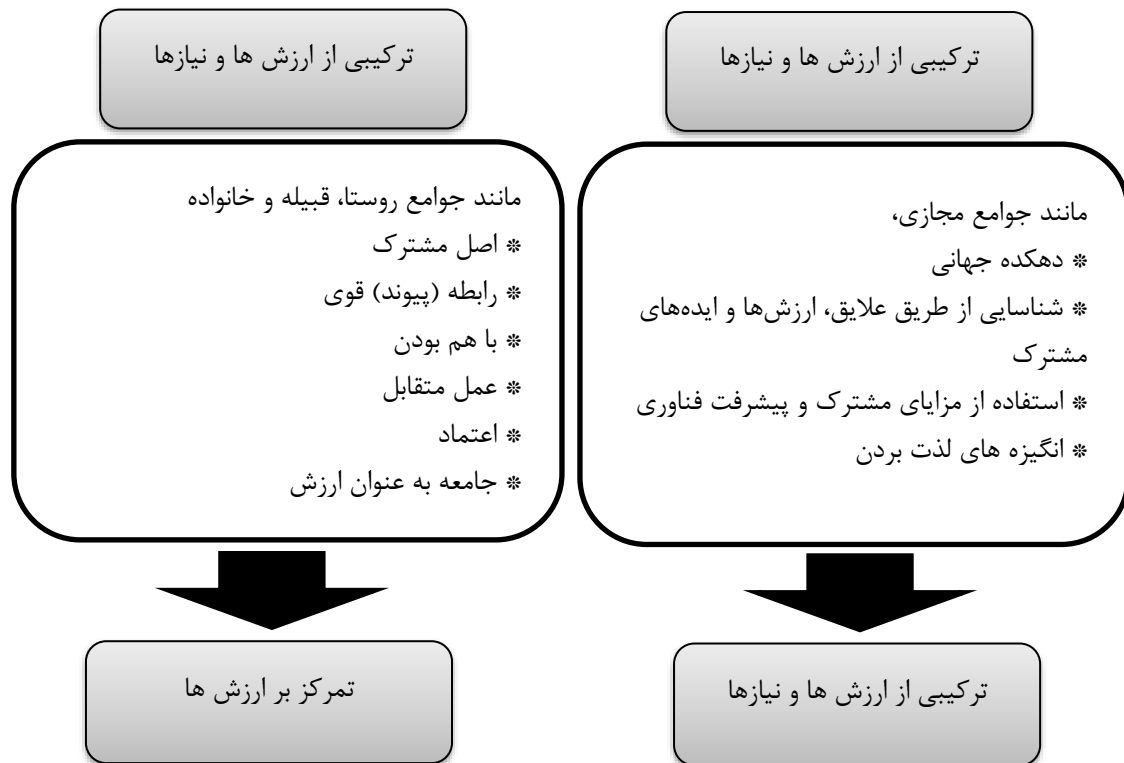 ترکیبی از ارزش ها و نیازها
مانند جوامع مجازی،
* دهکده جهانی
* شناسایی از طریق علایق، ارزش‌ها و ایده‌های
مشترک
* استفاده از مزایای مشترک و پیشرفت فناوری
* انگیزه های لذت بردن
ترکیبی از ارزش ها و نیازها
ترکیبی از ارزش ها و نیازها
مانند جوامع روستا، قبیله و خانواده
* اصل مشترک
* رابطه (پیوند) قوی
* با هم بودن
* عمل متقابل
* اعتماد
* جامعه به عنوان ارزش
تمرکز بر ارزش ها